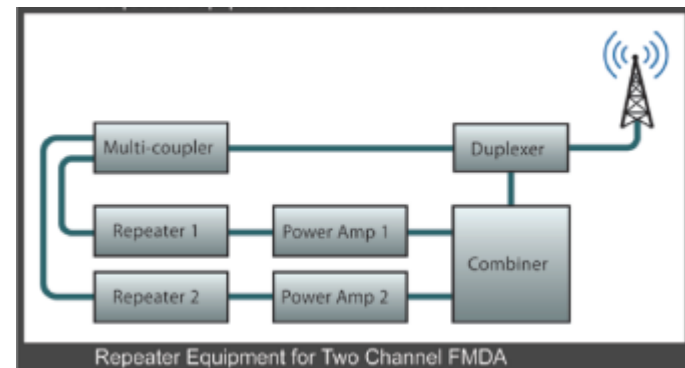 Multi-coupler
Duplexer
Repeater 1
Power Amp 1
Combiner
Repeater 2
Power Amp 2
Repeater Equipment for Two Channel FMDA